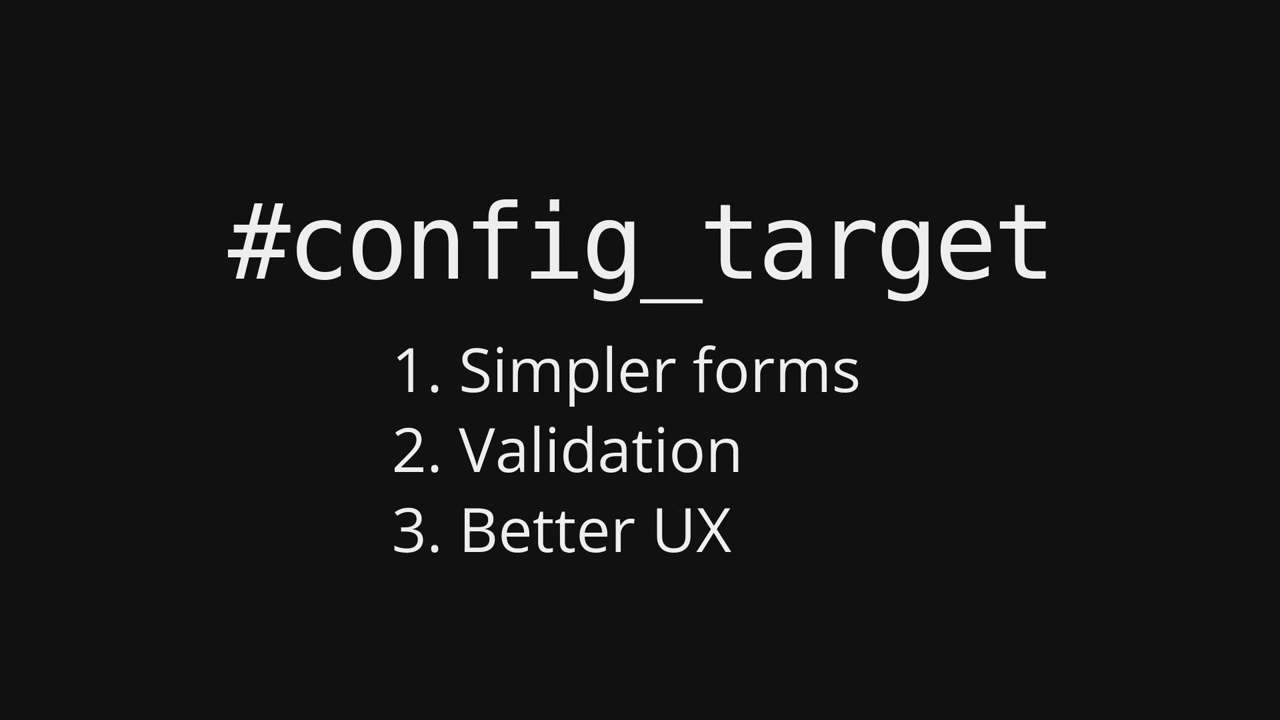 #config_target
1. Simpler forms
2. Validation
3. Better UX